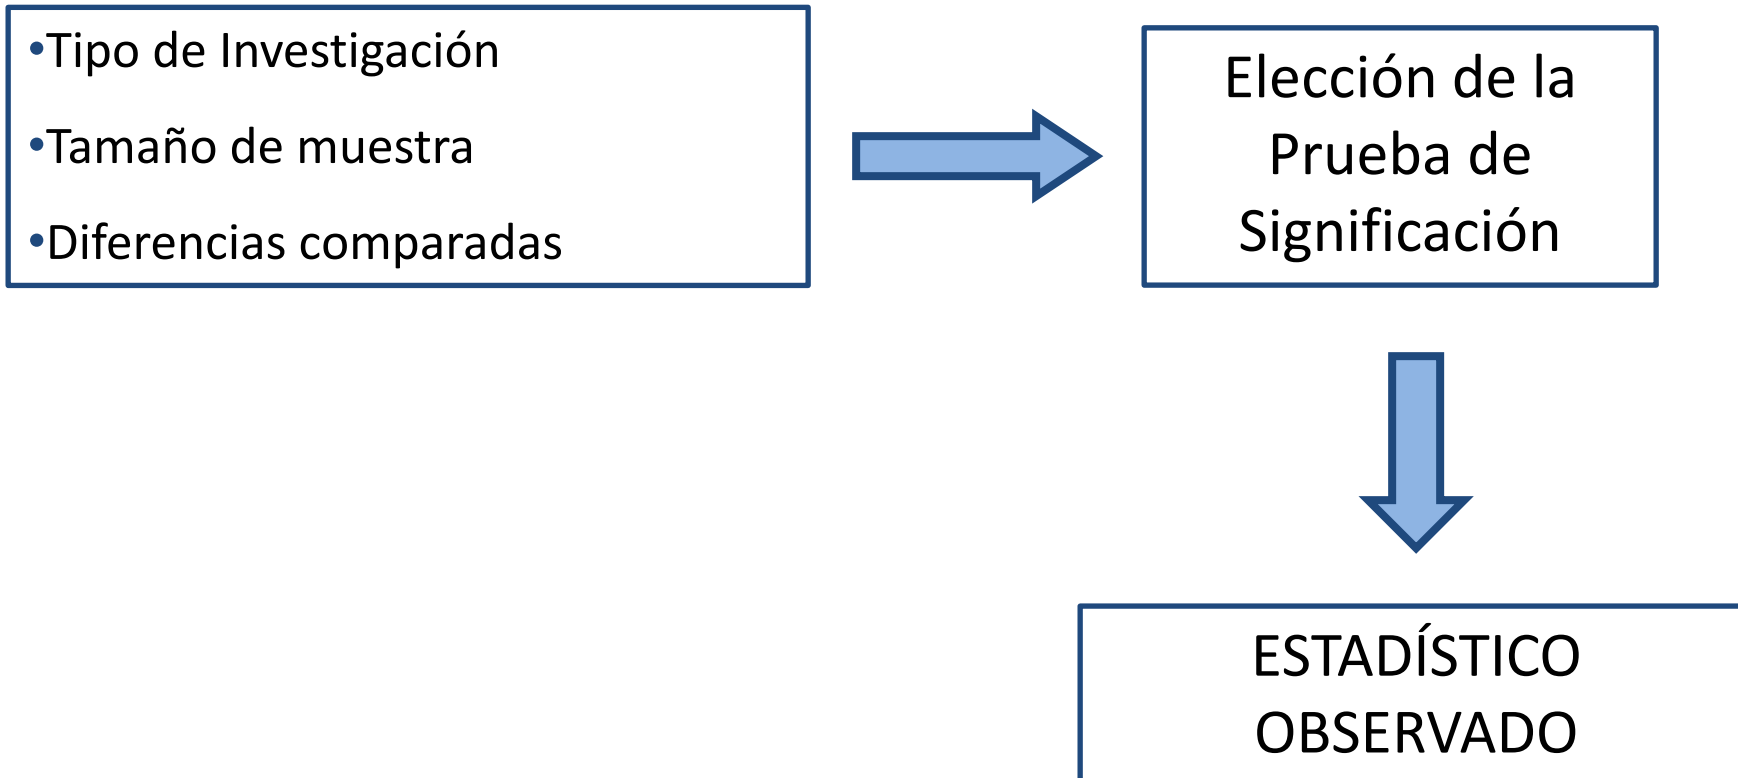 •Tipo de Investigación
•Tamaño de muestra
•Diferencias comparadas
Elección de la
Prueba de
Significación
ESTADÍSTICO
OBSERVADO